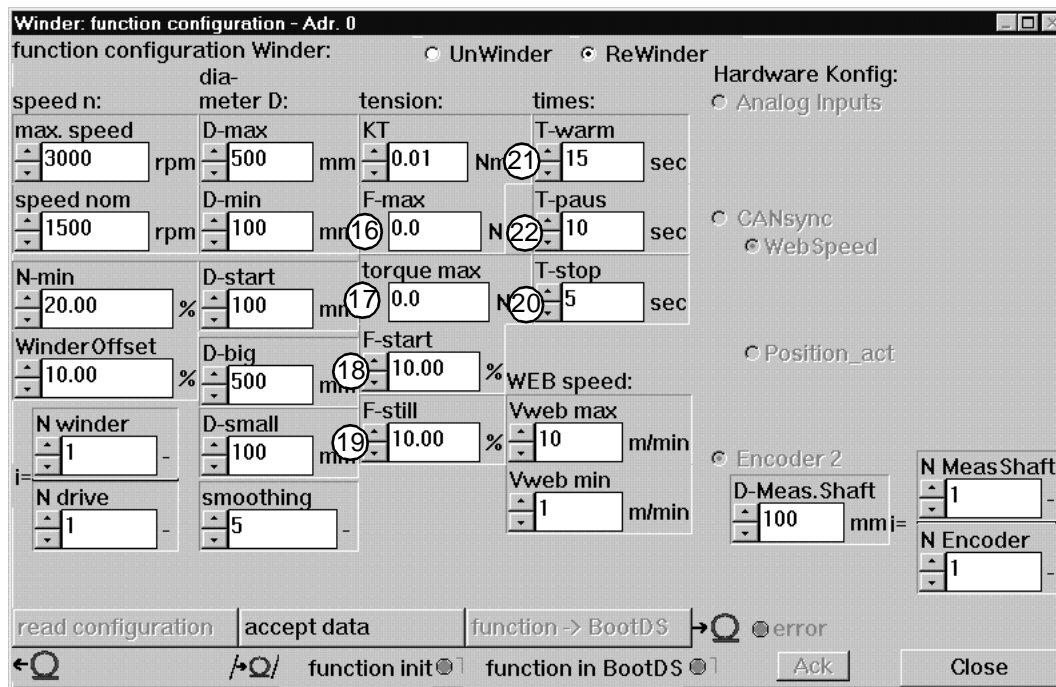 Winder: function configuration - Adr. 0
function configuration Winder:
UnWinder
ReWinder
speed n:
dia-
meter D:
tension:
times:
Hardware Konfig:
max. speed
3000
rpm
D-max
500
mm
KT
0.01
Nm
21
T-warm
15
sec
Analog Inputs
speed nom
1500
rpm
D-min
100
mm
16
F-max
0.0
N
22
T-paus
10
sec
CANsync
WebSpeed
N-min
20.00
%
D-start
100
mm
17
torque max
0.0
N
20
T-stop
5
sec
Winder Offset
10.00
%
D-big
500
mm
18
F-start
10.00
%
Position_act
WEB speed:
i=
N winder
1
-
D-small
100
mm
19
F-still
10.00
%
Vweb max
10
m/min
Encoder 2
N drive
1
-
smoothing
5
-
Vweb min
1
m/min
D-Meas.Shaft
100
mm
i=
N MeasShaft
1
-
N Encoder
1
-
read configuration
accept data
function -> BootDS
error
function init
function in BootDS
Ack
Close